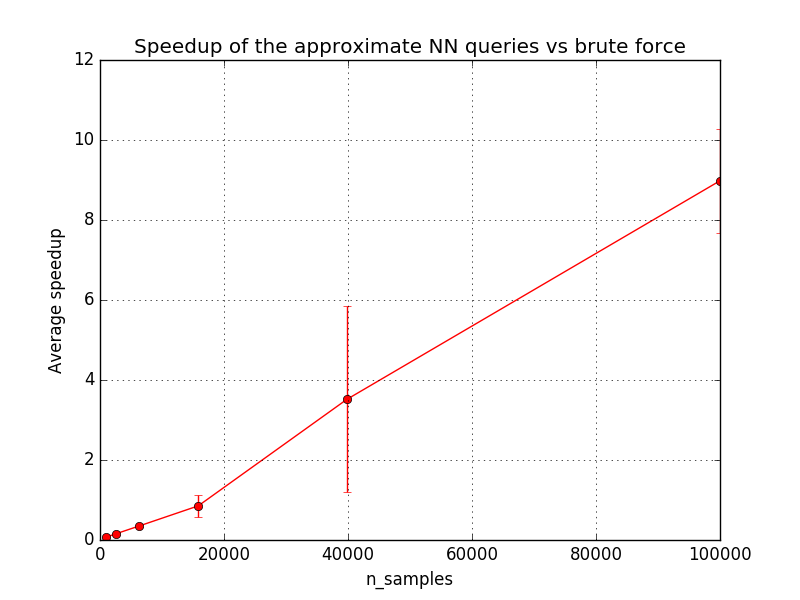 Speedup of the approximate NN queries vs brute force
12
10
8
6
4
2
0
Average speedup
0 20000 40000 60000 80000 100000
n_samples